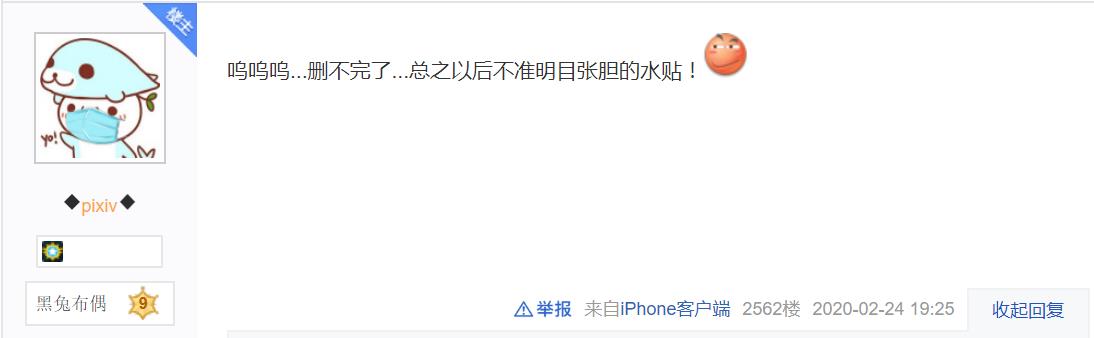 楼主
呜呜呜...删不完了...总之以后不准明目张胆的水贴！
yo!
◆pixiv◆
黑兔布偶 9
举报 来自iPhone客户端 2562楼 2020-02-24 19:25 收起回复